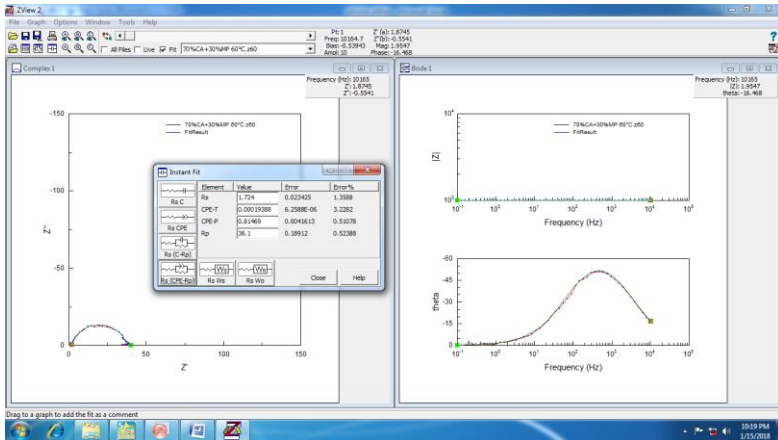 ZView 2
File Graph Options Window Tools Help
All Files Live Fit 70%CA+30%MP 60°C.z60
Pt: 1
Freq: 10164.7
Bias: -0.53943
Ampl: 10
Z' (a): 1.8745
Z''(b): -0.5541
Mag: 1.9547
Phase: -16.468
Complex 1
Frequency (Hz): 10165
Z': 1.8745
Z'': -0.5541
-150
-100
-50
0
Z''
70%CA+30%MP 60°C.z60
FitResult
0 50 100 150
Z'
Bode 1
Frequency (Hz): 10165
|Z|: 1.9547
theta: -16.468
70%CA+30%MP 60°C.z60
FitResult
|Z|
10⁻¹ 10⁰ 10¹ 10² 10³ 10⁴ 10⁵
Frequency (Hz)
-60
-45
-30
-15
0
theta
10⁻¹ 10⁰ 10¹ 10² 10³ 10⁴ 10⁵
Frequency (Hz)
Instant Fit
Element Value Error Error%
Rs 1.724 0.023425 1.3588
CPE-T 0.00019388 6.2588E-06 3.2282
CPE-P 0.81469 0.0041613 0.51078
Rp 36.1 0.18912 0.52388
Rs C
Rs CPE
Rs (C-Rp)
Rs (CPE-Rp)
Rs Ws
Rs Wo
Close
Help
Drag to a graph to add the fit as a comment
10:19 PM
1/15/2018